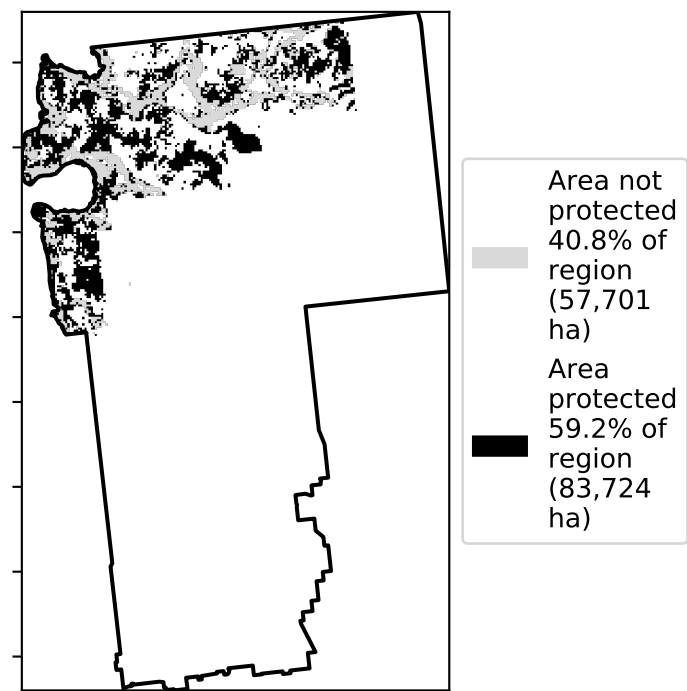 Area not
protected
40.8% of
region
(57,701
ha)
Area
protected
59.2% of
region
(83,724
ha)